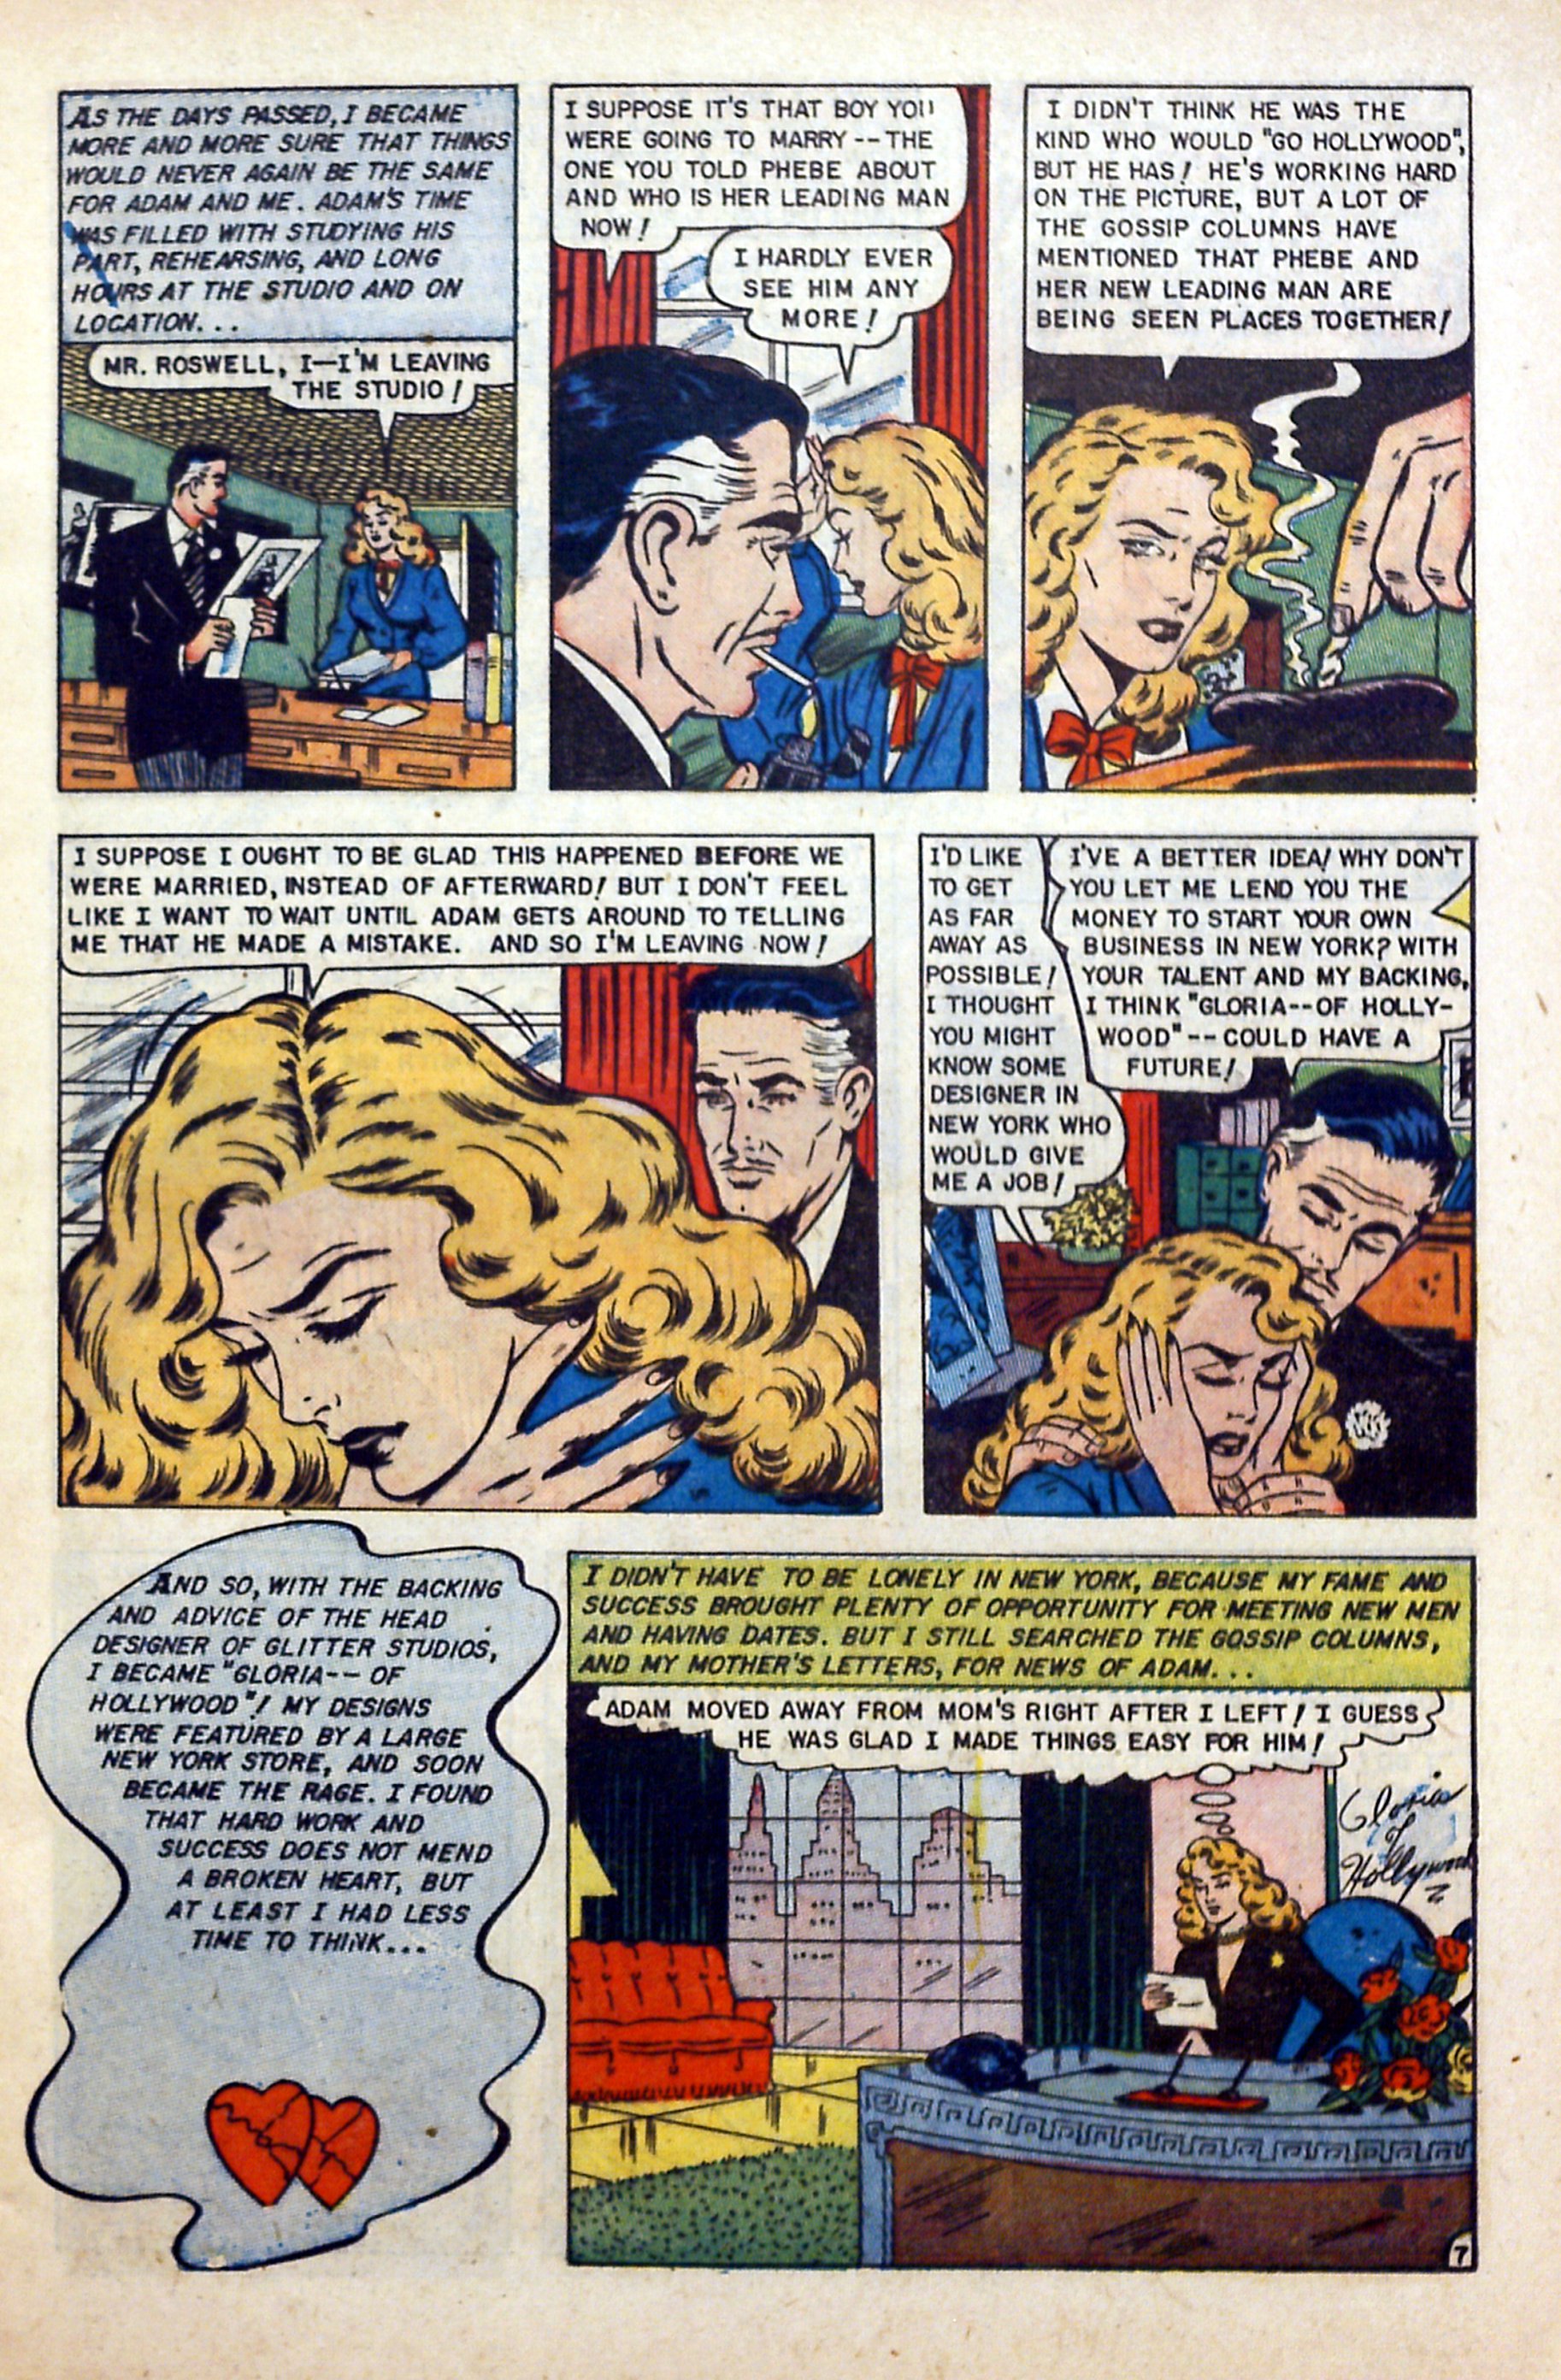 AS THE DAYS PASSED, I BECAME
MORE AND MORE SURE THAT THINGS
WOULD NEVER AGAIN BE THE SAME
FOR ADAM AND ME. ADAM'S TIME
WAS FILLED WITH STUDYING HIS
PART, REHEARSING, AND LONG
HOURS AT THE STUDIO AND ON
LOCATION...
MR. ROSWELL, I—I'M LEAVING
THE STUDIO!
I SUPPOSE IT'S THAT BOY YOU
WERE GOING TO MARRY -- THE
ONE YOU TOLD PHEBE ABOUT
AND WHO IS HER LEADING MAN
NOW!
I HARDLY EVER
SEE HIM ANY
MORE!
I DIDN'T THINK HE WAS THE
KIND WHO WOULD "GO HOLLYWOOD",
BUT HE HAS! HE'S WORKING HARD
ON THE PICTURE, BUT A LOT OF
THE GOSSIP COLUMNS HAVE
MENTIONED THAT PHEBE AND
HER NEW LEADING MAN ARE
BEING SEEN PLACES TOGETHER!
I SUPPOSE I OUGHT TO BE GLAD THIS HAPPENED BEFORE WE
WERE MARRIED, INSTEAD OF AFTERWARD! BUT I DON'T FEEL
LIKE I WANT TO WAIT UNTIL ADAM GETS AROUND TO TELLING
ME THAT HE MADE A MISTAKE. AND SO I'M LEAVING NOW!
I'D LIKE
TO GET
AS FAR
AWAY AS
POSSIBLE!
I THOUGHT
YOU MIGHT
KNOW SOME
DESIGNER IN
NEW YORK WHO
WOULD GIVE
ME A JOB!
I'VE A BETTER IDEA! WHY DON'T
YOU LET ME LEND YOU THE
MONEY TO START YOUR OWN
BUSINESS IN NEW YORK? WITH
YOUR TALENT AND MY BACKING,
I THINK "GLORIA--OF HOLLY-
WOOD" -- COULD HAVE A
FUTURE!
AND SO, WITH THE BACKING
AND ADVICE OF THE HEAD
DESIGNER OF GLITTER STUDIOS,
I BECAME "GLORIA-- OF
HOLLYWOOD"! MY DESIGNS
WERE FEATURED BY A LARGE
NEW YORK STORE, AND SOON
BECAME THE RAGE. I FOUND
THAT HARD WORK AND
SUCCESS DOES NOT MEND
A BROKEN HEART, BUT
AT LEAST I HAD LESS
TIME TO THINK...
I DIDN'T HAVE TO BE LONELY IN NEW YORK, BECAUSE MY FAME AND
SUCCESS BROUGHT PLENTY OF OPPORTUNITY FOR MEETING NEW MEN
AND HAVING DATES. BUT I STILL SEARCHED THE GOSSIP COLUMNS,
AND MY MOTHER'S LETTERS, FOR NEWS OF ADAM...
ADAM MOVED AWAY FROM MOM'S RIGHT AFTER I LEFT! I GUESS
HE WAS GLAD I MADE THINGS EASY FOR HIM!
Gloria
of
Hollywood
7